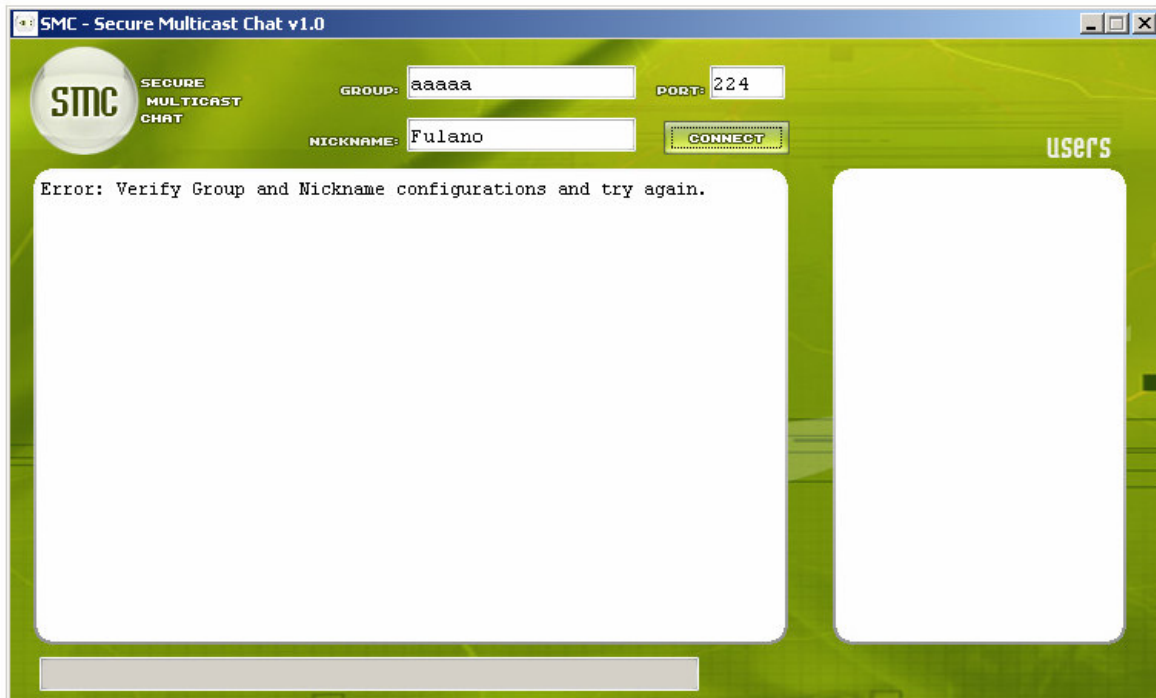 SMC - Secure Multicast Chat v1.0
smc
SECURE
MULTICAST
CHAT
GROUP: aaaaa
PORT: 224
NICKNAME: Fulano
CONNECT
users
Error: Verify Group and Nickname configurations and try again.